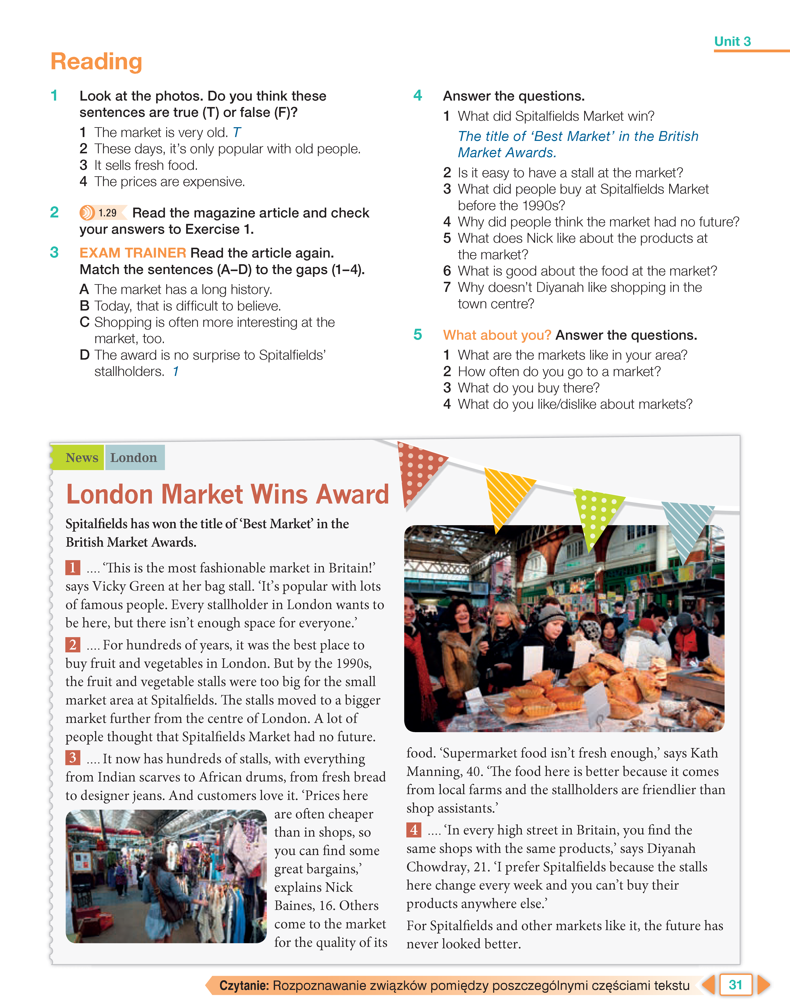 Unit 3
Reading
1 Look at the photos. Do you think these
sentences are true (T) or false (F)?
1 The market is very old. T
2 These days, it's only popular with old people.
3 It sells fresh food.
4 The prices are expensive.
2 1.29 Read the magazine article and check
your answers to Exercise 1.
3 EXAM TRAINER Read the article again.
Match the sentences (A–D) to the gaps (1–4).
A The market has a long history.
B Today, that is difficult to believe.
C Shopping is often more interesting at the
market, too.
D The award is no surprise to Spitalfields'
stallholders. 1
4 Answer the questions.
1 What did Spitalfields Market win?
The title of 'Best Market' in the British
Market Awards.
2 Is it easy to have a stall at the market?
3 What did people buy at Spitalfields Market
before the 1990s?
4 Why did people think the market had no future?
5 What does Nick like about the products at
the market?
6 What is good about the food at the market?
7 Why doesn't Diyanah like shopping in the
town centre?
5 What about you? Answer the questions.
1 What are the markets like in your area?
2 How often do you go to a market?
3 What do you buy there?
4 What do you like/dislike about markets?
News London
London Market Wins Award
Spitalfields has won the title of 'Best Market' in the
British Market Awards.
1 .... 'This is the most fashionable market in Britain!'
says Vicky Green at her bag stall. 'It's popular with lots
of famous people. Every stallholder in London wants to
be here, but there isn't enough space for everyone.'
2 .... For hundreds of years, it was the best place to
buy fruit and vegetables in London. But by the 1990s,
the fruit and vegetable stalls were too big for the small
market area at Spitalfields. The stalls moved to a bigger
market further from the centre of London. A lot of
people thought that Spitalfields Market had no future.
3 .... It now has hundreds of stalls, with everything
from Indian scarves to African drums, from fresh bread
to designer jeans. And customers love it. 'Prices here
are often cheaper
than in shops, so
you can find some
great bargains,'
explains Nick
Baines, 16. Others
come to the market
for the quality of its
food. 'Supermarket food isn't fresh enough,' says Kath
Manning, 40. 'The food here is better because it comes
from local farms and the stallholders are friendlier than
shop assistants.'
4 .... 'In every high street in Britain, you find the
same shops with the same products,' says Diyanah
Chowdray, 21. 'I prefer Spitalfields because the stalls
here change every week and you can't buy their
products anywhere else.'
For Spitalfields and other markets like it, the future has
never looked better.
Czytanie: Rozpoznawanie związków pomiędzy poszczególnymi częściami tekstu
31